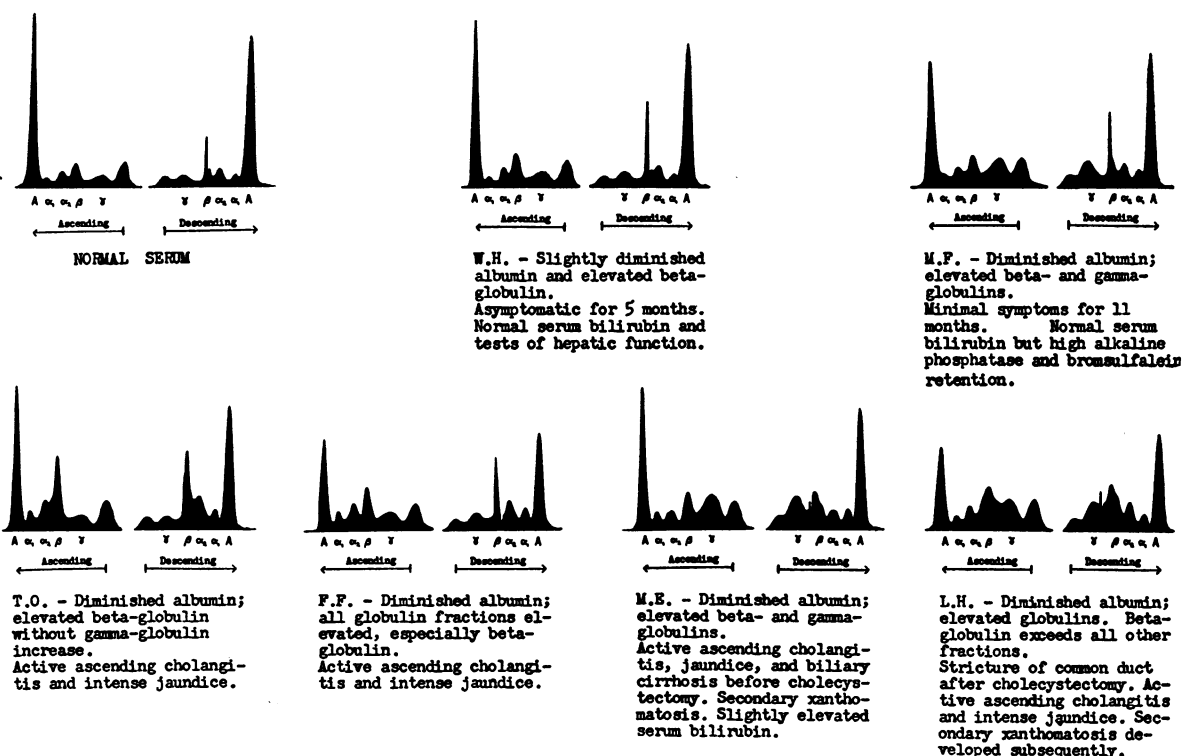 A α₁ α₂ β γ
γ β α₂ α₁ A
Ascending
Descending
NORMAL SERUM
A α₁ α₂ β γ
γ β α₂ α₁ A
Ascending
Descending
W.H. - Slightly diminished
albumin and elevated beta-
globulin.
Asymptomatic for 5 months.
Normal serum bilirubin and
tests of hepatic function.
A α₁ α₂ β γ
γ β α₂ α₁ A
Ascending
Descending
M.F. - Diminished albumin;
elevated beta- and gamma-
globulins.
Minimal symptoms for 11
months. Normal serum
bilirubin but high alkaline
phosphatase and bromsulfalein
retention.
A α₁ α₂ β γ
γ β α₂ α₁ A
Ascending
Descending
T.O. - Diminished albumin;
elevated beta-globulin
without gamma-globulin
increase.
Active ascending cholangi-
tis and intense jaundice.
A α₁ α₂ β γ
γ β α₂ α₁ A
Ascending
Descending
F.F. - Diminished albumin;
all globulin fractions el-
evated, especially beta-
globulin.
Active ascending cholangi-
tis and intense jaundice.
A α₁ α₂ β γ
γ β α₂ α₁ A
Ascending
Descending
M.E. - Diminished albumin;
elevated beta- and gamma-
globulins.
Active ascending cholangi-
tis, jaundice, and biliary
cirrhosis before cholecys-
tectomy. Secondary xantho-
matosis. Slightly elevated
serum bilirubin.
A α₁ α₂ β γ
γ β α₂ α₁ A
Ascending
Descending
L.H. - Diminished albumin;
elevated globulins. Beta-
globulin exceeds all other
fractions.
Stricture of common duct
after cholecystectomy. Ac-
tive ascending cholangitis
and intense jaundice. Sec-
ondary xanthomatosis de-
veloped subsequently.